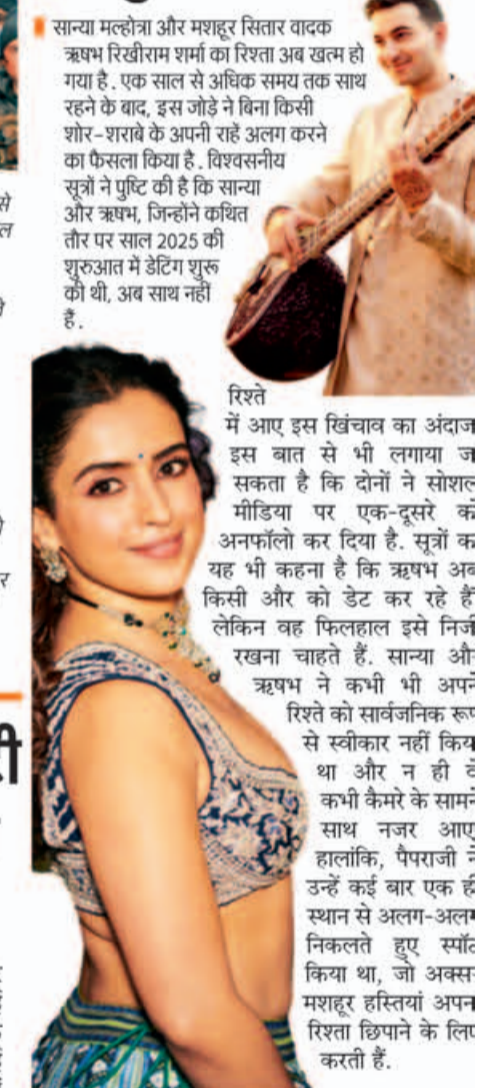 सान्या मल्होत्रा और मशहूर सितार वादक
ऋषभ रिखीराम शर्मा का रिश्ता अब खत्म हो
गया है. एक साल से अधिक समय तक साथ
रहने के बाद, इस जोड़े ने बिना किसी
शोर-शराबे के अपनी राहें अलग करने
का फैसला किया है. विश्वसनीय
सूत्रों ने पुष्टि की है कि सान्या
और ऋषभ, जिन्होंने कथित
तौर पर साल 2025 की
शुरुआत में डेटिंग शुरू
की थी, अब साथ नहीं
हैं.
रिश्ते
में आए इस खिंचाव का अंदाज
इस बात से भी लगाया
सकता है कि दोनों ने सोशल
मीडिया पर एक-दूसरे
अनफॉलो कर दिया है. सूत्रों
यह भी कहना है कि ऋषभ अब
किसी और को डेट कर रहे हैं
लेकिन वह फिलहाल इसे
रखना चाहते हैं. सान्या
ऋषभ ने कभी भी
रिश्ते को सार्वजनिक
से स्वीकार नहीं
था और न ही
कभी कैमरे के
साथ नजर आए
हालांकि, पैपराजी
उन्हें कई बार एक
स्थान से
निकलते हुए
किया था, जो
मशहूर हस्तियां
रिश्ता छिपाने के
करती हैं.